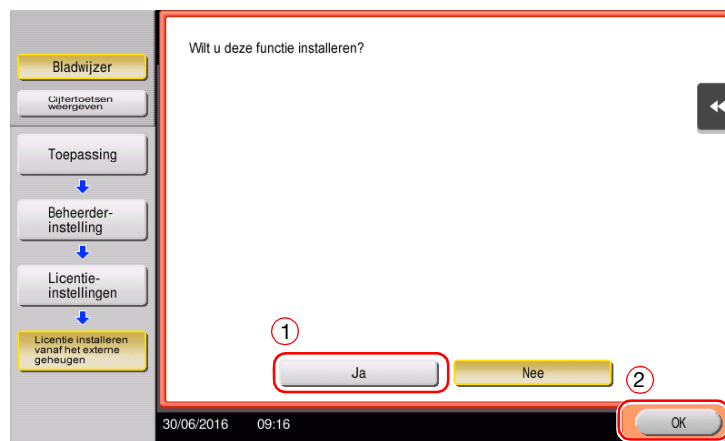 Wilt u deze functie installeren?
Bladwijzer
Cijfertoetsen
weergeven
Toepassing
Beheerder-
instelling
Licentie-
instellingen
Licentie installeren
vanaf het externe
geheugen
1
Ja
Nee
2
30/06/2016 09:16
OK